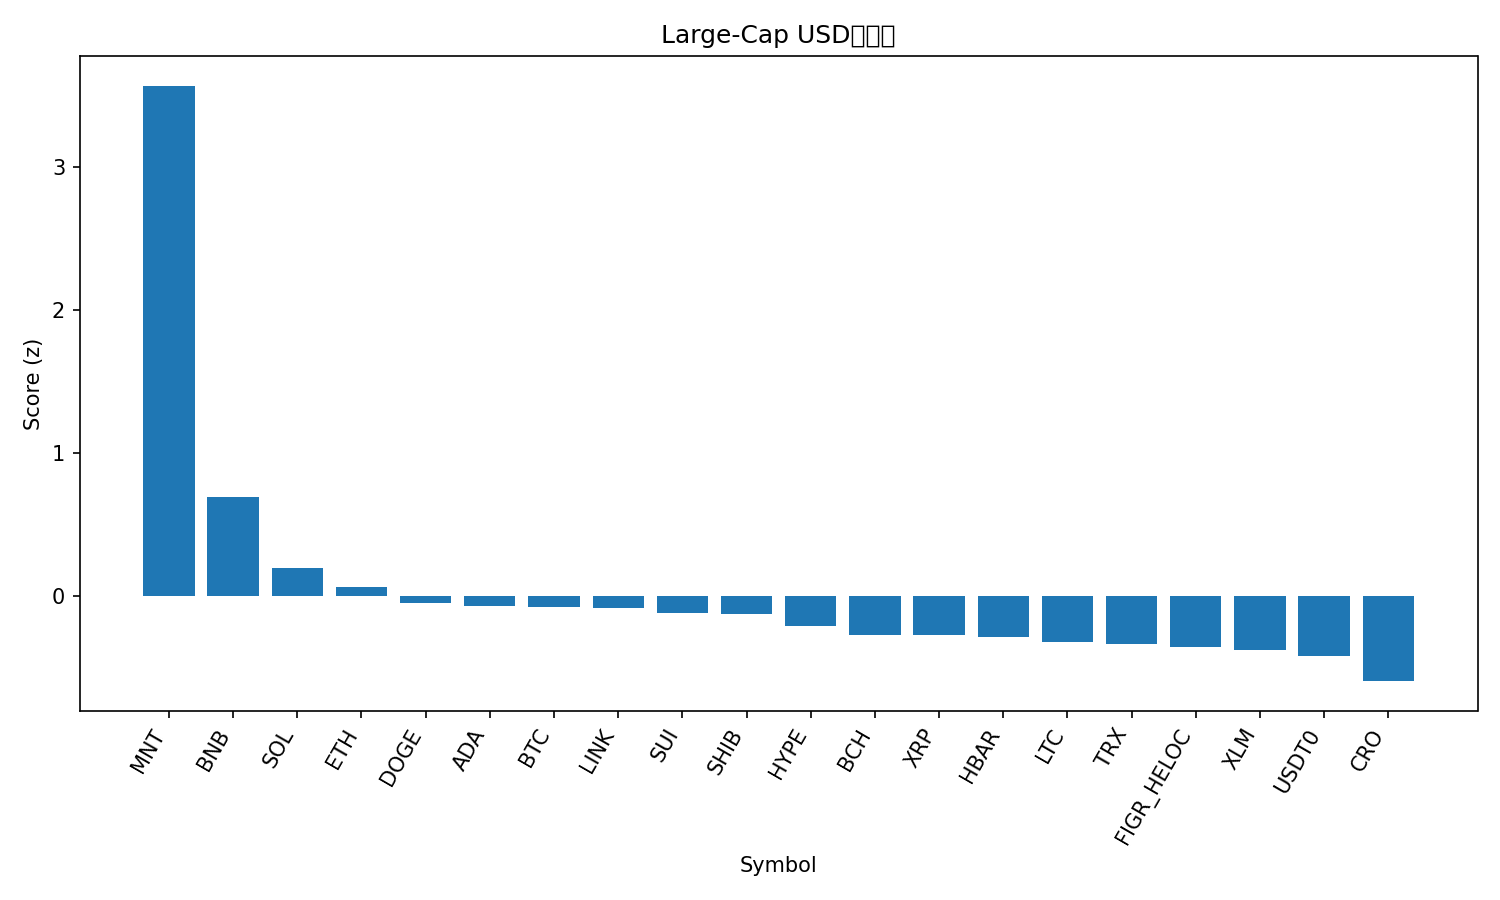 Large-Cap USD
Score (z)
3
2
1
0
MNT
BNB
SOL
ETH
DOGE
ADA
BTC
LINK
SUI
SHIB
HYPE
BCH
XRP
HBAR
LTC
TRX
FIGR_HELOC
XLM
USDT0
CRO
Symbol